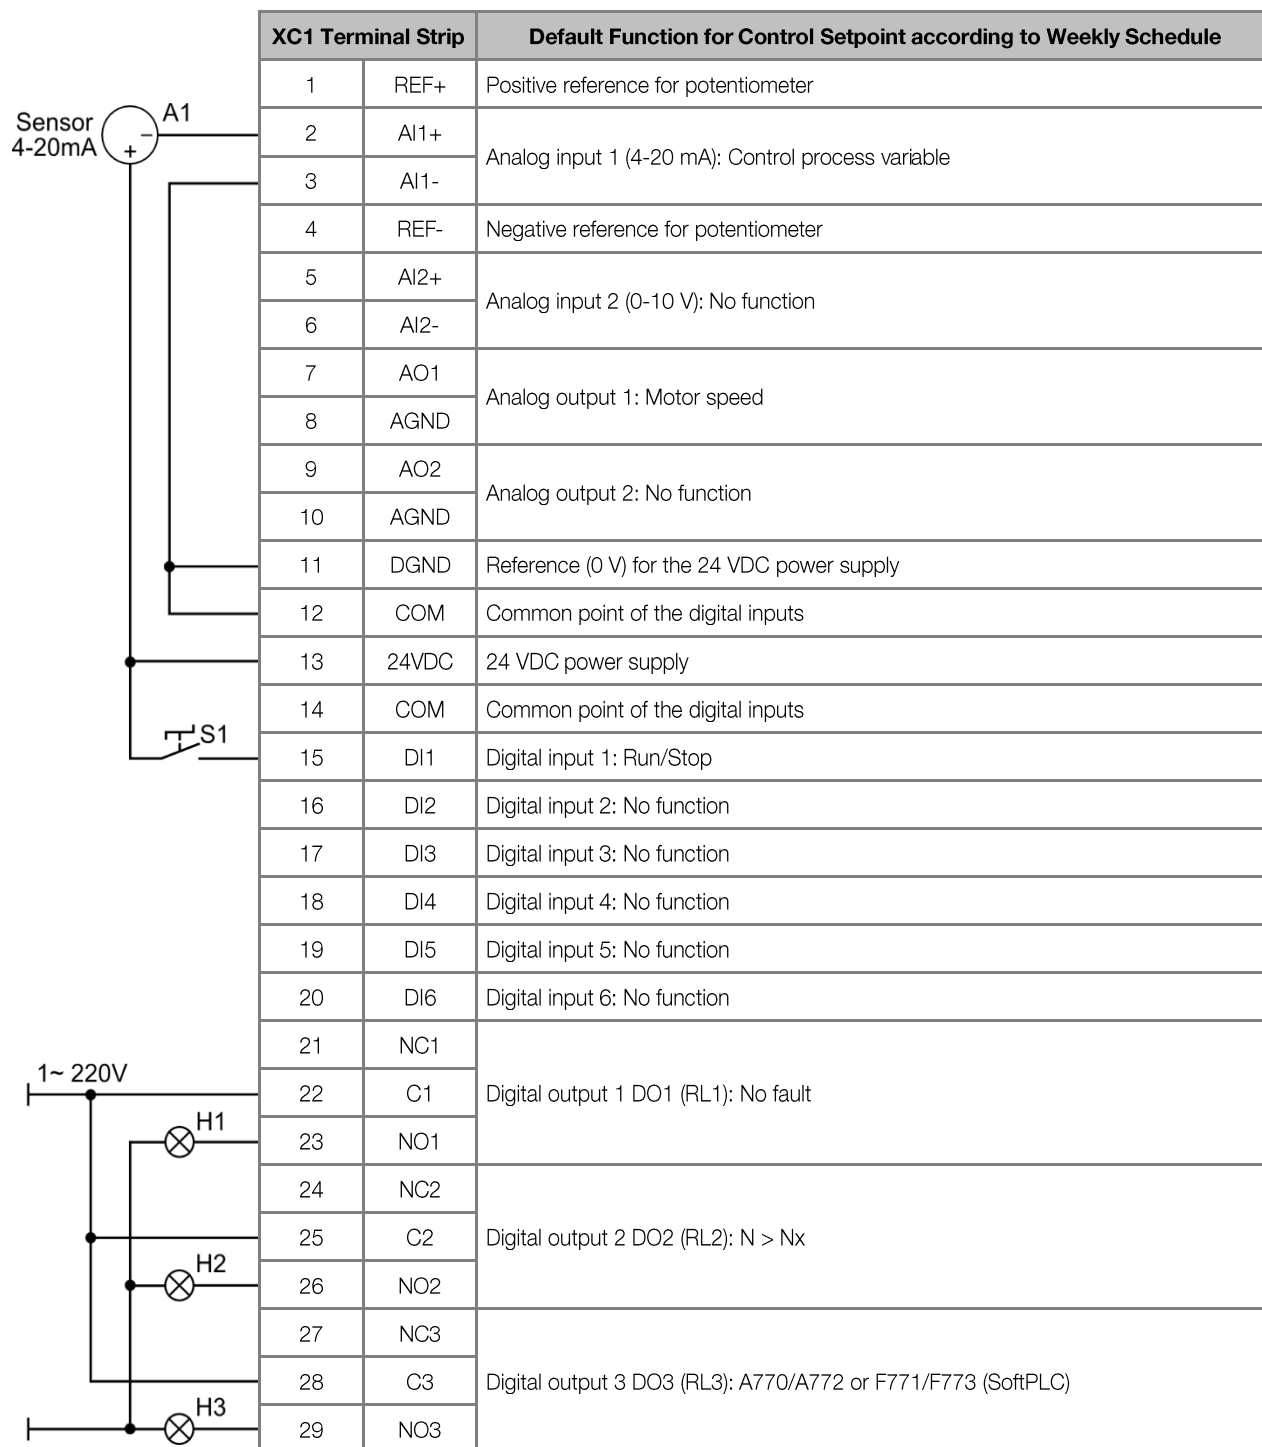 XC1 Terminal Strip Default Function for Control Setpoint according to Weekly Schedule
1 REF+ Positive reference for potentiometer
Sensor
4-20mA
A1
+
−
2 AI1+
Analog input 1 (4-20 mA): Control process variable
3 AI1-
4 REF- Negative reference for potentiometer
5 AI2+
Analog input 2 (0-10 V): No function
6 AI2-
7 AO1
Analog output 1: Motor speed
8 AGND
9 AO2
Analog output 2: No function
10 AGND
11 DGND Reference (0 V) for the 24 VDC power supply
12 COM Common point of the digital inputs
13 24VDC 24 VDC power supply
14 COM Common point of the digital inputs
S1
15 DI1 Digital input 1: Run/Stop
16 DI2 Digital input 2: No function
17 DI3 Digital input 3: No function
18 DI4 Digital input 4: No function
19 DI5 Digital input 5: No function
20 DI6 Digital input 6: No function
21 NC1
1~ 220V
22 C1 Digital output 1 DO1 (RL1): No fault
H1
23 NO1
24 NC2
25 C2 Digital output 2 DO2 (RL2): N > Nx
H2
26 NO2
27 NC3
28 C3 Digital output 3 DO3 (RL3): A770/A772 or F771/F773 (SoftPLC)
H3
29 NO3